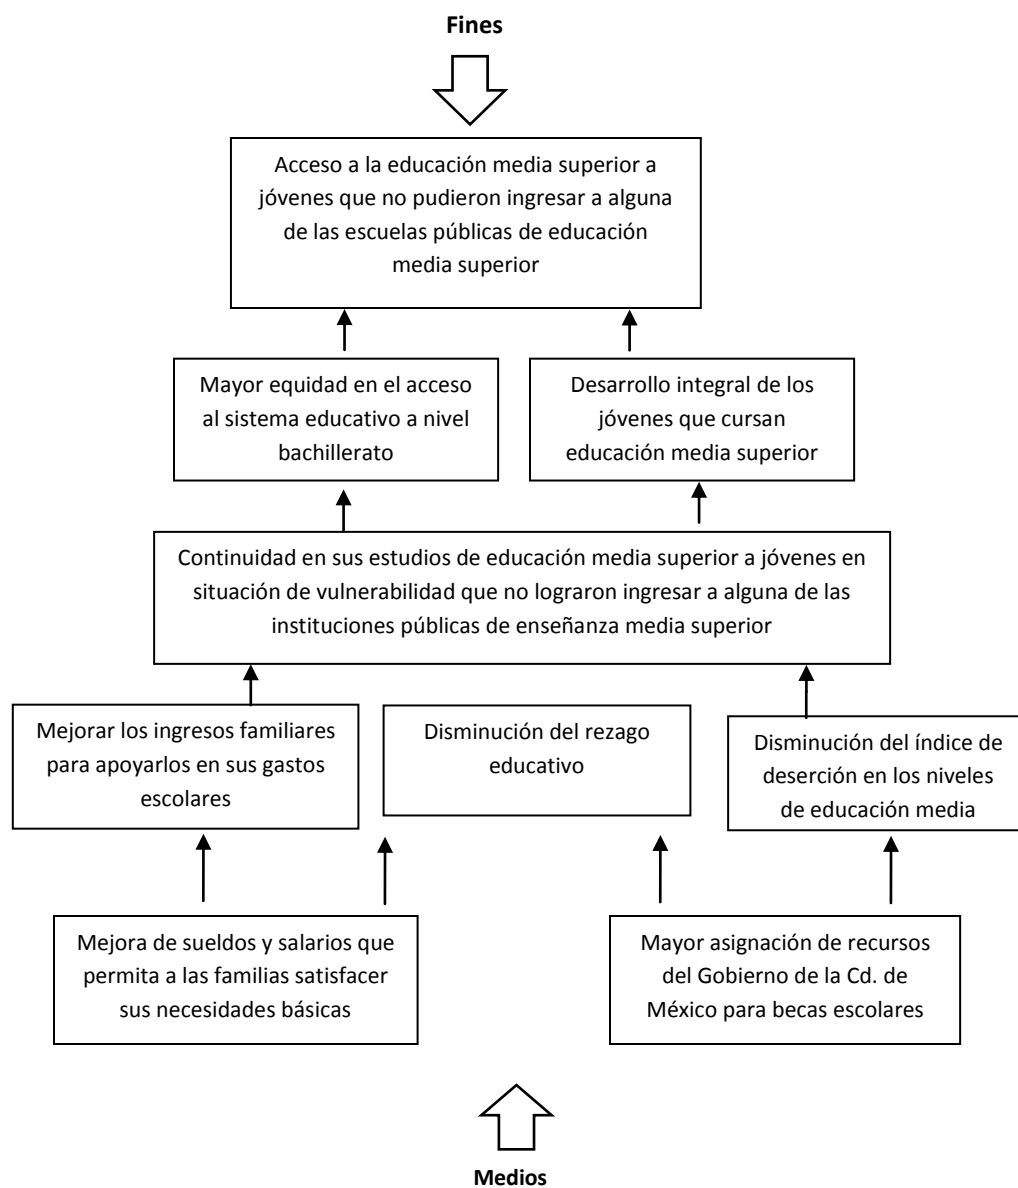 Fines
Acceso a la educación media superior a
jóvenes que no pudieron ingresar a alguna
de las escuelas públicas de educación
media superior
Mayor equidad en el acceso
al sistema educativo a nivel
bachillerato
Desarrollo integral de los
jóvenes que cursan
educación media superior
Continuidad en sus estudios de educación media superior a jóvenes en
situación de vulnerabilidad que no lograron ingresar a alguna de las
instituciones públicas de enseñanza media superior
Mejorar los ingresos familiares
para apoyarlos en sus gastos
escolares
Disminución del rezago
educativo
Disminución del índice de
deserción en los niveles
de educación media
Mejora de sueldos y salarios que
permita a las familias satisfacer
sus necesidades básicas
Mayor asignación de recursos
del Gobierno de la Cd. de
México para becas escolares
Medios